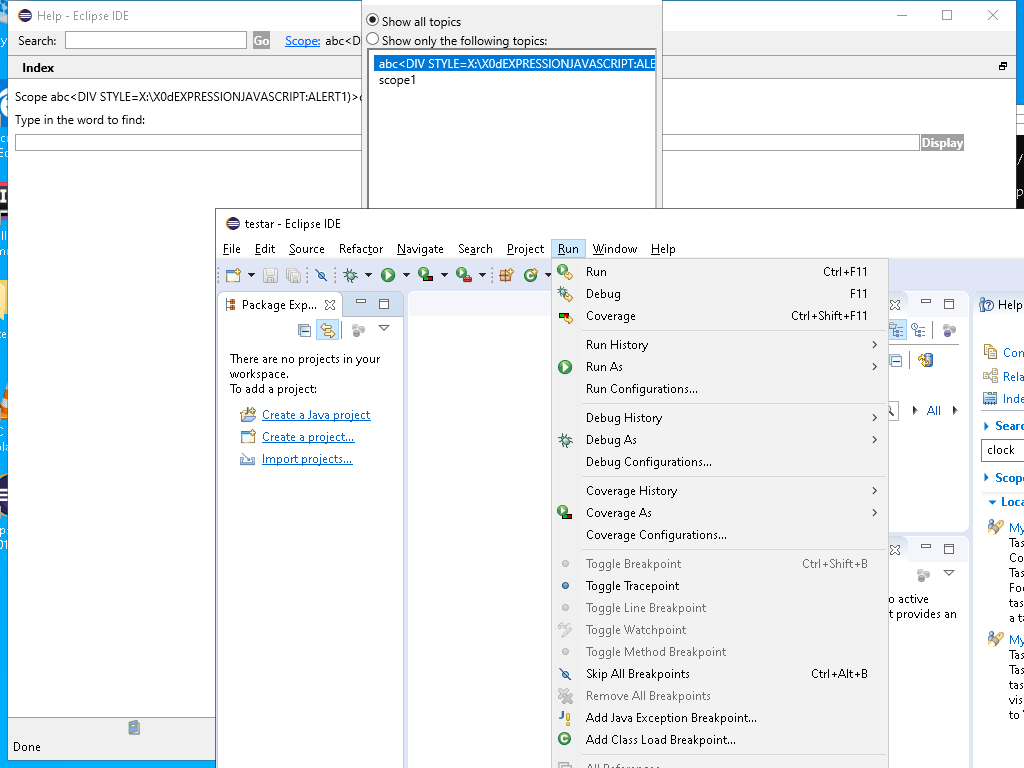 Help - Eclipse IDE
Search:
Go
Scope: abc<D
Index
Scope abc<DIV STYLE=X:\X0dEXPRESSIONJAVASCRIPT:ALERT1)>
Type in the word to find:
Display
Done
Show all topics
Show only the following topics:
abc<DIV STYLE=X:\X0dEXPRESSIONJAVASCRIPT:ALE
scope1
testar - Eclipse IDE
File Edit Source Refactor Navigate Search Project Run Window Help
Package Exp...
There are no projects in your
workspace.
To add a project:
Create a Java project
Create a project...
Import projects...
Run Ctrl+F11
Debug F11
Coverage Ctrl+Shift+F11
Run History
Run As
Run Configurations...
Debug History
Debug As
Debug Configurations...
Coverage History
Coverage As
Coverage Configurations...
Toggle Breakpoint Ctrl+Shift+B
Toggle Tracepoint
Toggle Line Breakpoint
Toggle Watchpoint
Toggle Method Breakpoint
Skip All Breakpoints Ctrl+Alt+B
Remove All Breakpoints
Add Java Exception Breakpoint...
Add Class Load Breakpoint...
All References...
All
o active
t provides an
Help
Con
Rela
Inde
Searc
clock
Scop
Loca
My
Tas
Co
Tas
Foc
tas
a ta
My
Tas
Tas
tas
vis
to